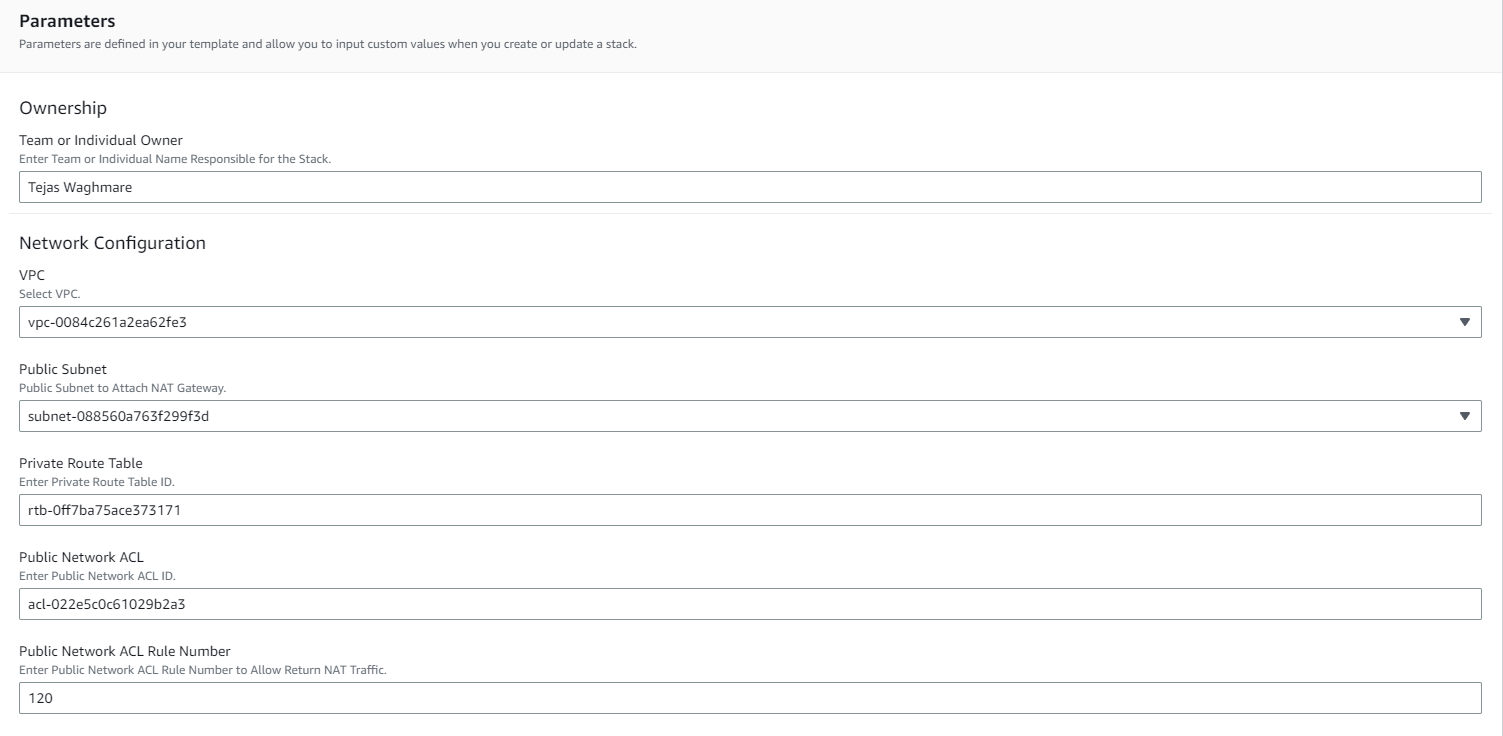 Parameters
Parameters are defined in your template and allow you to input custom values when you create or update a stack.
Ownership
Team or Individual Owner
Enter Team or Individual Name Responsible for the Stack.
Tejas Waghmare
Network Configuration
VPC
Select VPC.
vpc-0084c261a2ea62fe3
Public Subnet
Public Subnet to Attach NAT Gateway.
subnet-088560a763f299f3d
Private Route Table
Enter Private Route Table ID.
rtb-0ff7ba75ace373171
Public Network ACL
Enter Public Network ACL ID.
acl-022e5c0c61029b2a3
Public Network ACL Rule Number
Enter Public Network ACL Rule Number to Allow Return NAT Traffic.
120